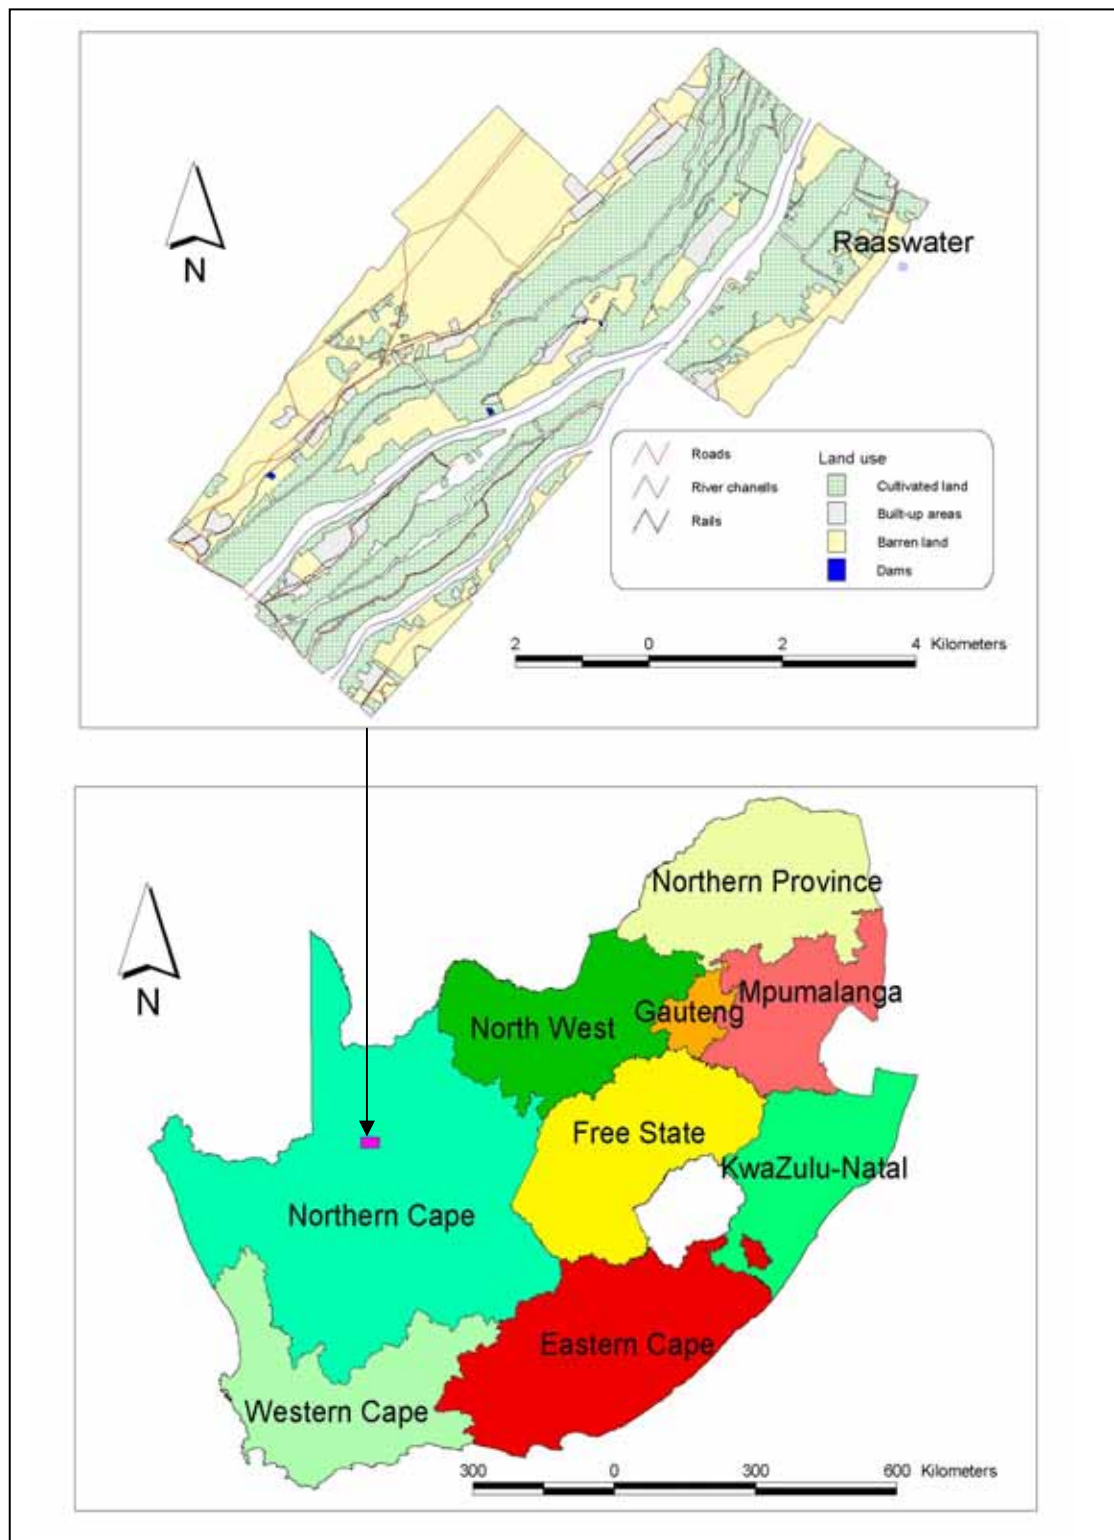 N
Raaswater
Roads
River chanells
Rails
Land use
Cultivated land
Built-up areas
Barren land
Dams
2 0 2 4 Kilometers
N
Northern Province
Mpumalanga
Gauteng
North West
Free State
KwaZulu-Natal
Northern Cape
Eastern Cape
Western Cape
300 0 300 600 Kilometers